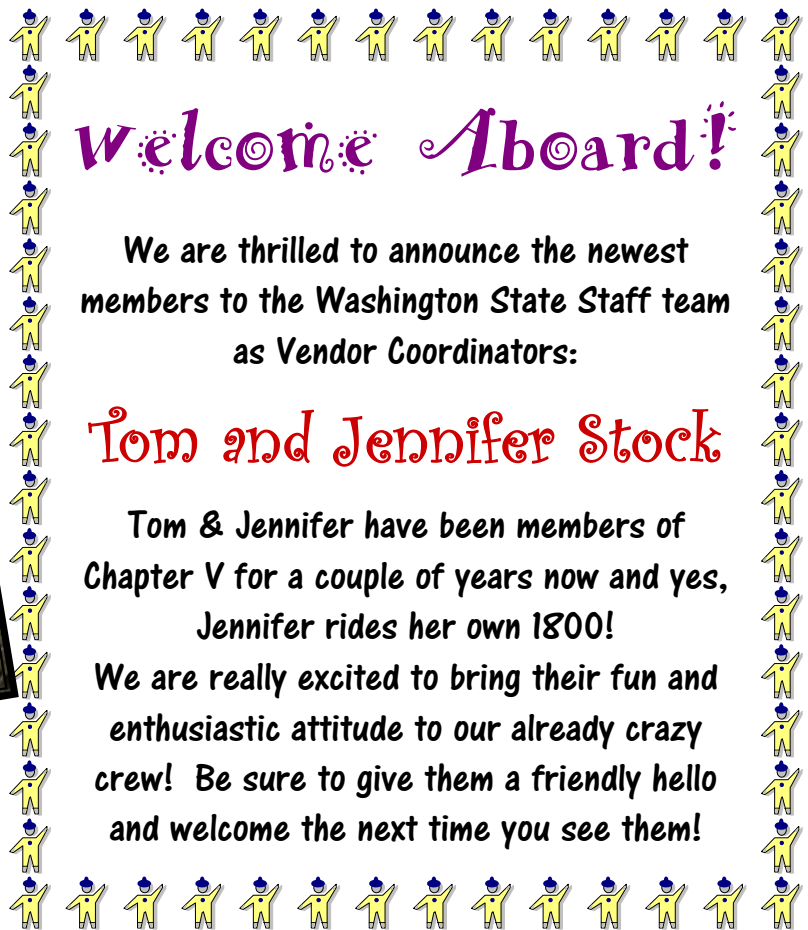 Welcome Aboard!
We are thrilled to announce the newest
members to the Washington State Staff team
as Vendor Coordinators:
Tom and Jennifer Stock
Tom & Jennifer have been members of
Chapter V for a couple of years now and yes,
Jennifer rides her own 1800!
We are really excited to bring their fun and
enthusiastic attitude to our already crazy
crew!  Be sure to give them a friendly hello
and welcome the next time you see them!